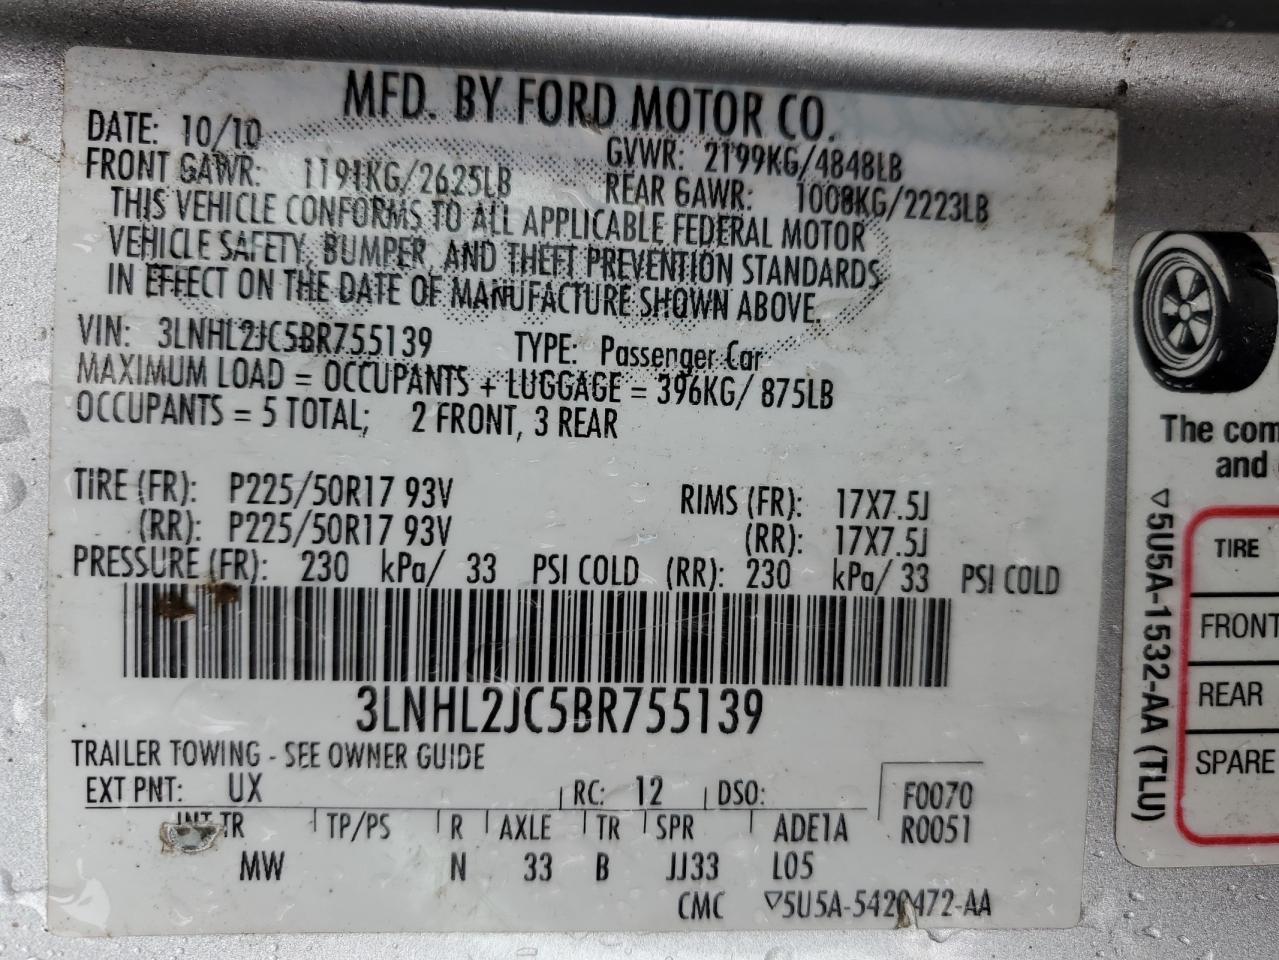 MFD. BY FORD MOTOR CO.
DATE: 10/10 GVWR: 2199KG/4848LB
FRONT GAWR: 1191KG/2625LB REAR GAWR: 1008KG/2223LB
THIS VEHICLE CONFORMS TO ALL APPLICABLE FEDERAL MOTOR
VEHICLE SAFETY, BUMPER, AND THEFT PREVENTION STANDARDS
IN EFFECT ON THE DATE OF MANUFACTURE SHOWN ABOVE.
VIN: 3LNHL2JC5BR755139 TYPE: Passenger Car
MAXIMUM LOAD = OCCUPANTS + LUGGAGE = 396KG/ 875LB
OCCUPANTS = 5 TOTAL; 2 FRONT, 3 REAR
TIRE (FR): P225/50R17 93V RIMS (FR): 17X7.5J
(RR): P225/50R17 93V (RR): 17X7.5J
PRESSURE (FR): 230 kPa/ 33 PSI COLD (RR): 230 kPa/ 33 PSI COLD
3LNHL2JC5BR755139
TRAILER TOWING - SEE OWNER GUIDE
EXT PNT: UX RC: 12 DSO: F0070
INT TR TP/PS R AXLE TR SPR ADE1A R0051
MW N 33 B JJ33 L05
CMC ▽5U5A-5420472-AA
The com
and
▽5U5A-1532-AA (TLU)
TIRE
FRONT
REAR
SPARE